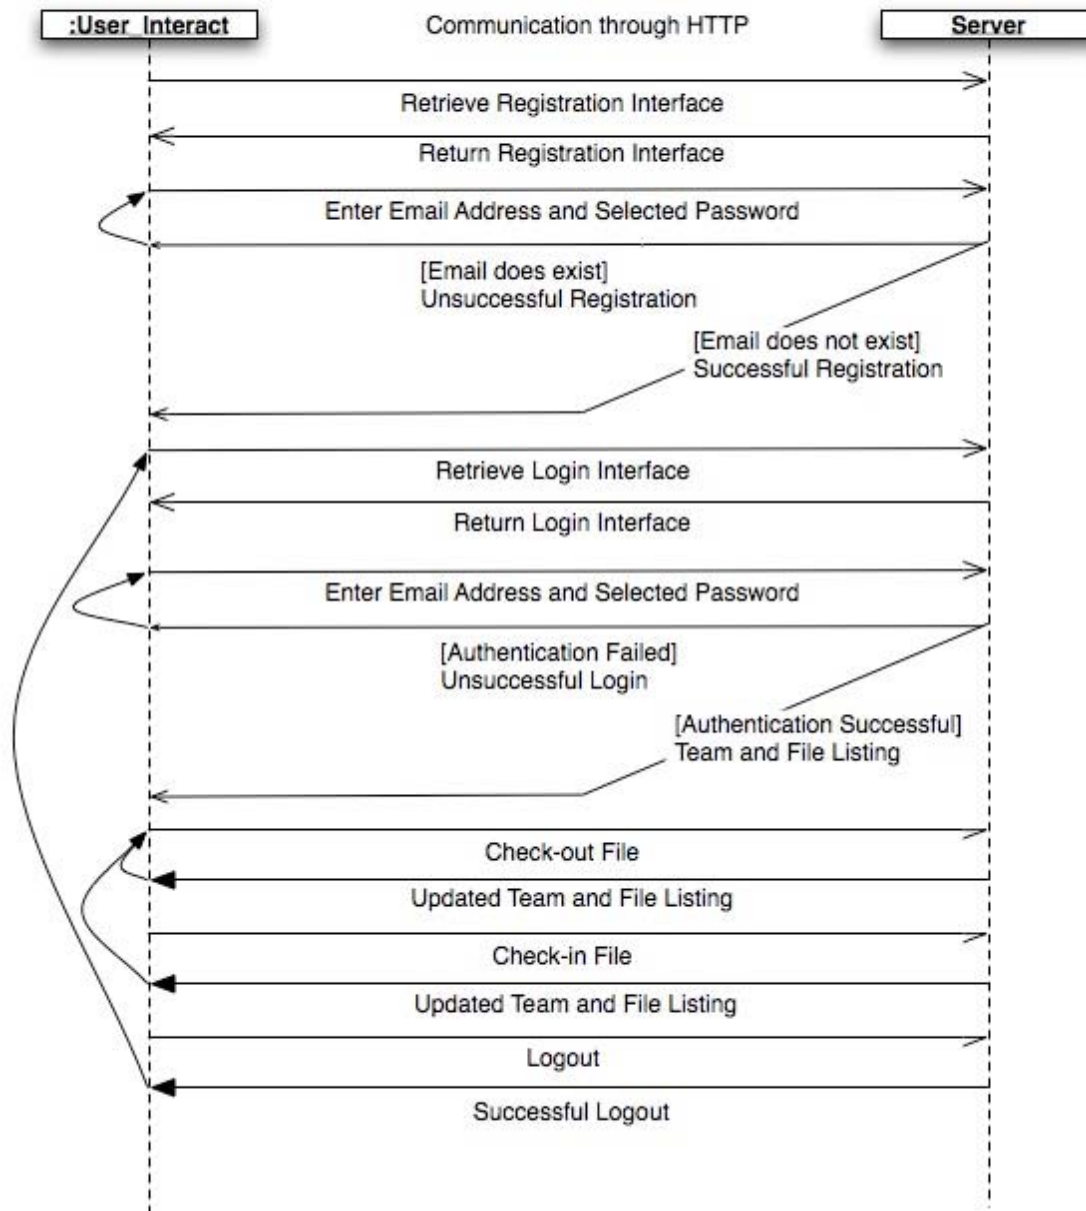 :User_Interact
Communication through HTTP
Server
Retrieve Registration Interface
Return Registration Interface
Enter Email Address and Selected Password
[Email does exist]
Unsuccessful Registration
[Email does not exist]
Successful Registration
Retrieve Login Interface
Return Login Interface
Enter Email Address and Selected Password
[Authentication Failed]
Unsuccessful Login
[Authentication Successful]
Team and File Listing
Check-out File
Updated Team and File Listing
Check-in File
Updated Team and File Listing
Logout
Successful Logout